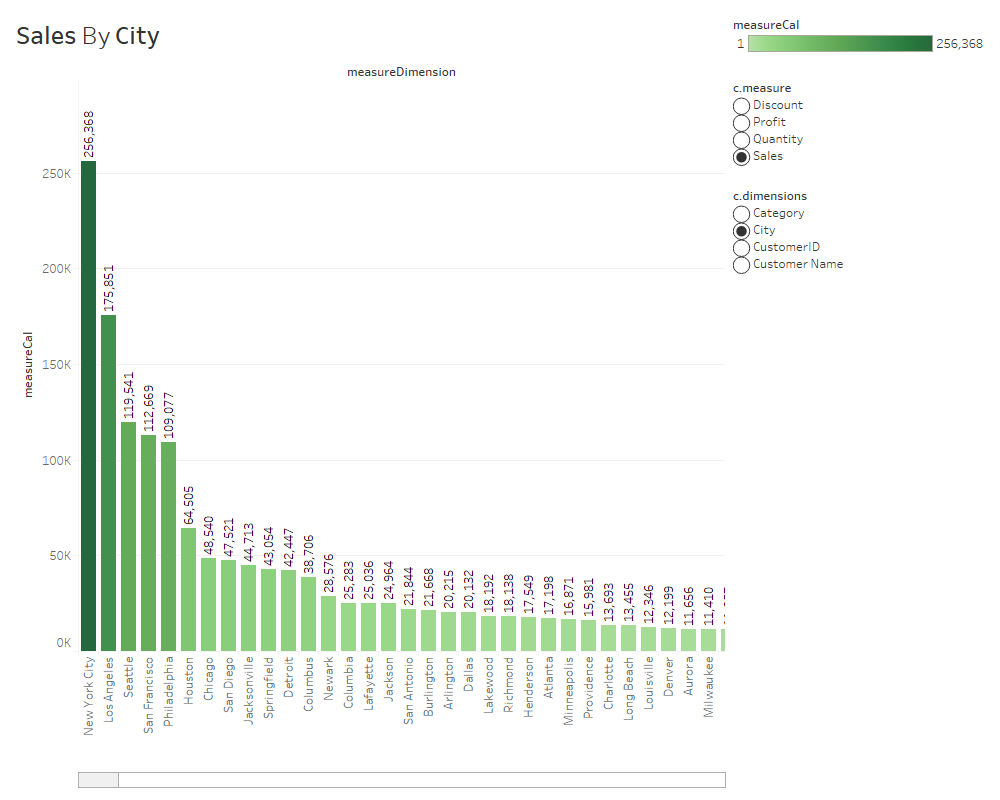 Sales By City
measureCal
1 256,368
measureDimension
c.measure
Discount
Profit
Quantity
Sales
c.dimensions
Category
City
CustomerID
Customer Name
measureCal
250K
200K
150K
100K
50K
0K
256,368
175,851
119,541
112,669
109,077
64,505
48,540
47,521
44,713
43,054
42,447
38,706
28,576
25,283
25,036
24,964
21,844
21,668
20,215
20,132
18,192
18,138
17,549
17,198
16,871
15,981
13,693
13,455
12,346
12,199
11,656
11,410
New York City
Los Angeles
Seattle
San Francisco
Philadelphia
Houston
Chicago
San Diego
Jacksonville
Springfield
Detroit
Columbus
Newark
Columbia
Lafayette
Jackson
San Antonio
Burlington
Arlington
Dallas
Lakewood
Richmond
Henderson
Atlanta
Minneapolis
Providence
Charlotte
Long Beach
Louisville
Denver
Aurora
Milwaukee